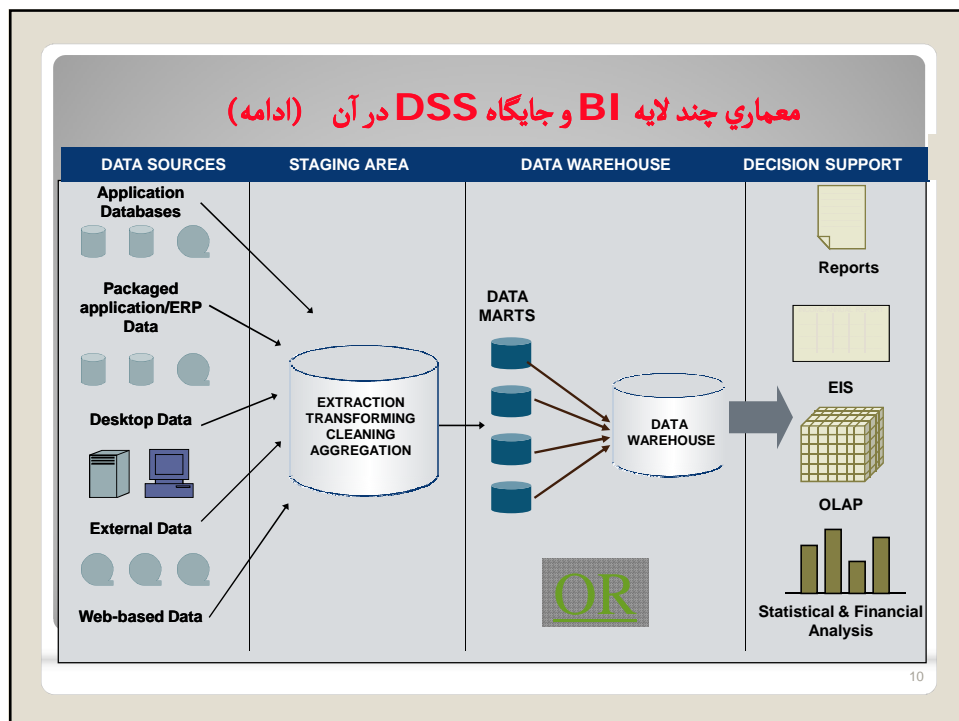 معماري چند لايه BI و جايگاه DSS در آن (ادامه)
DATA SOURCES
STAGING AREA
DATA WAREHOUSE
DECISION SUPPORT
Application
Databases
Packaged
application/ERP
Data
Desktop Data
External Data
Web-based Data
EXTRACTION
TRANSFORMING
CLEANING
AGGREGATION
DATA
MARTS
DATA
WAREHOUSE
OR
Reports
EIS
OLAP
Statistical & Financial
Analysis
10